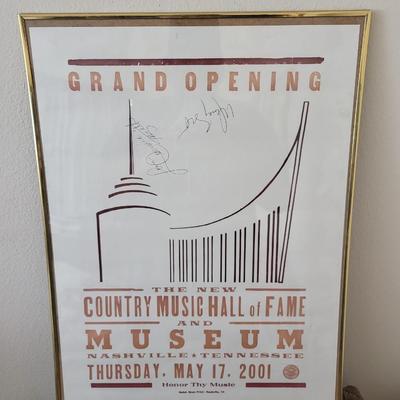 GRAND OPENING
THE NEW
COUNTRY MUSIC HALL of FAME
AND
MUSEUM
NASHVILLE ★ TENNESSEE
THURSDAY, MAY 17, 2001
Honor Thy Music